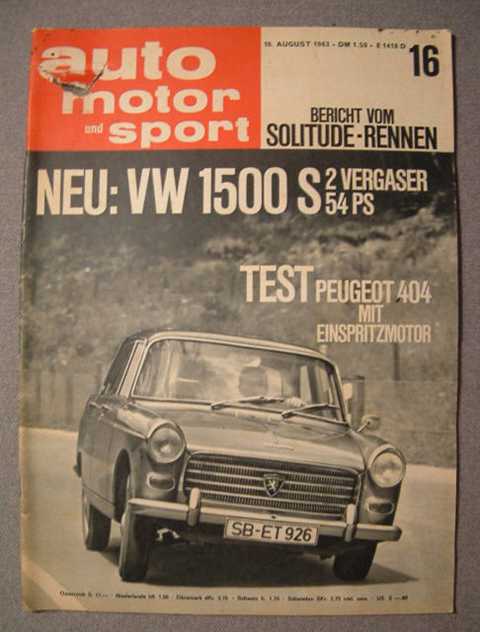 auto
motor
und sport
10. AUGUST 1963 - DM 1.50 - E 1418 D
16
BERICHT VOM
SOLITUDE-RENNEN
NEU: VW 1500 S
2 VERGASER
54 PS
TEST PEUGEOT 404
MIT
EINSPRITZMOTOR
SB-ET 926